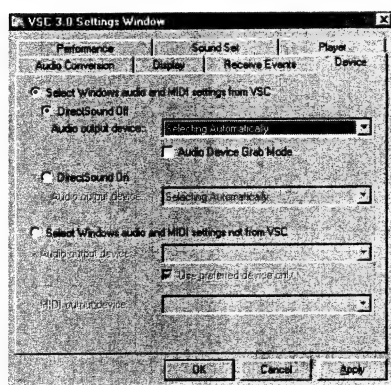 VSC 3.0 Settings Window
Performance Sound Set Player
Audio Conversion Display Receive Events Device
Select Windows audio and MIDI settings from VSC
DirectSound Off
Audio output device: Selecting Automatically
Audio Device Grab Mode
DirectSound On
Audio output device: Selecting Automatically
Select Windows audio and MIDI settings not from VSC
Audio output device:
Use preferred device only
MIDI output device:
OK Cancel Apply